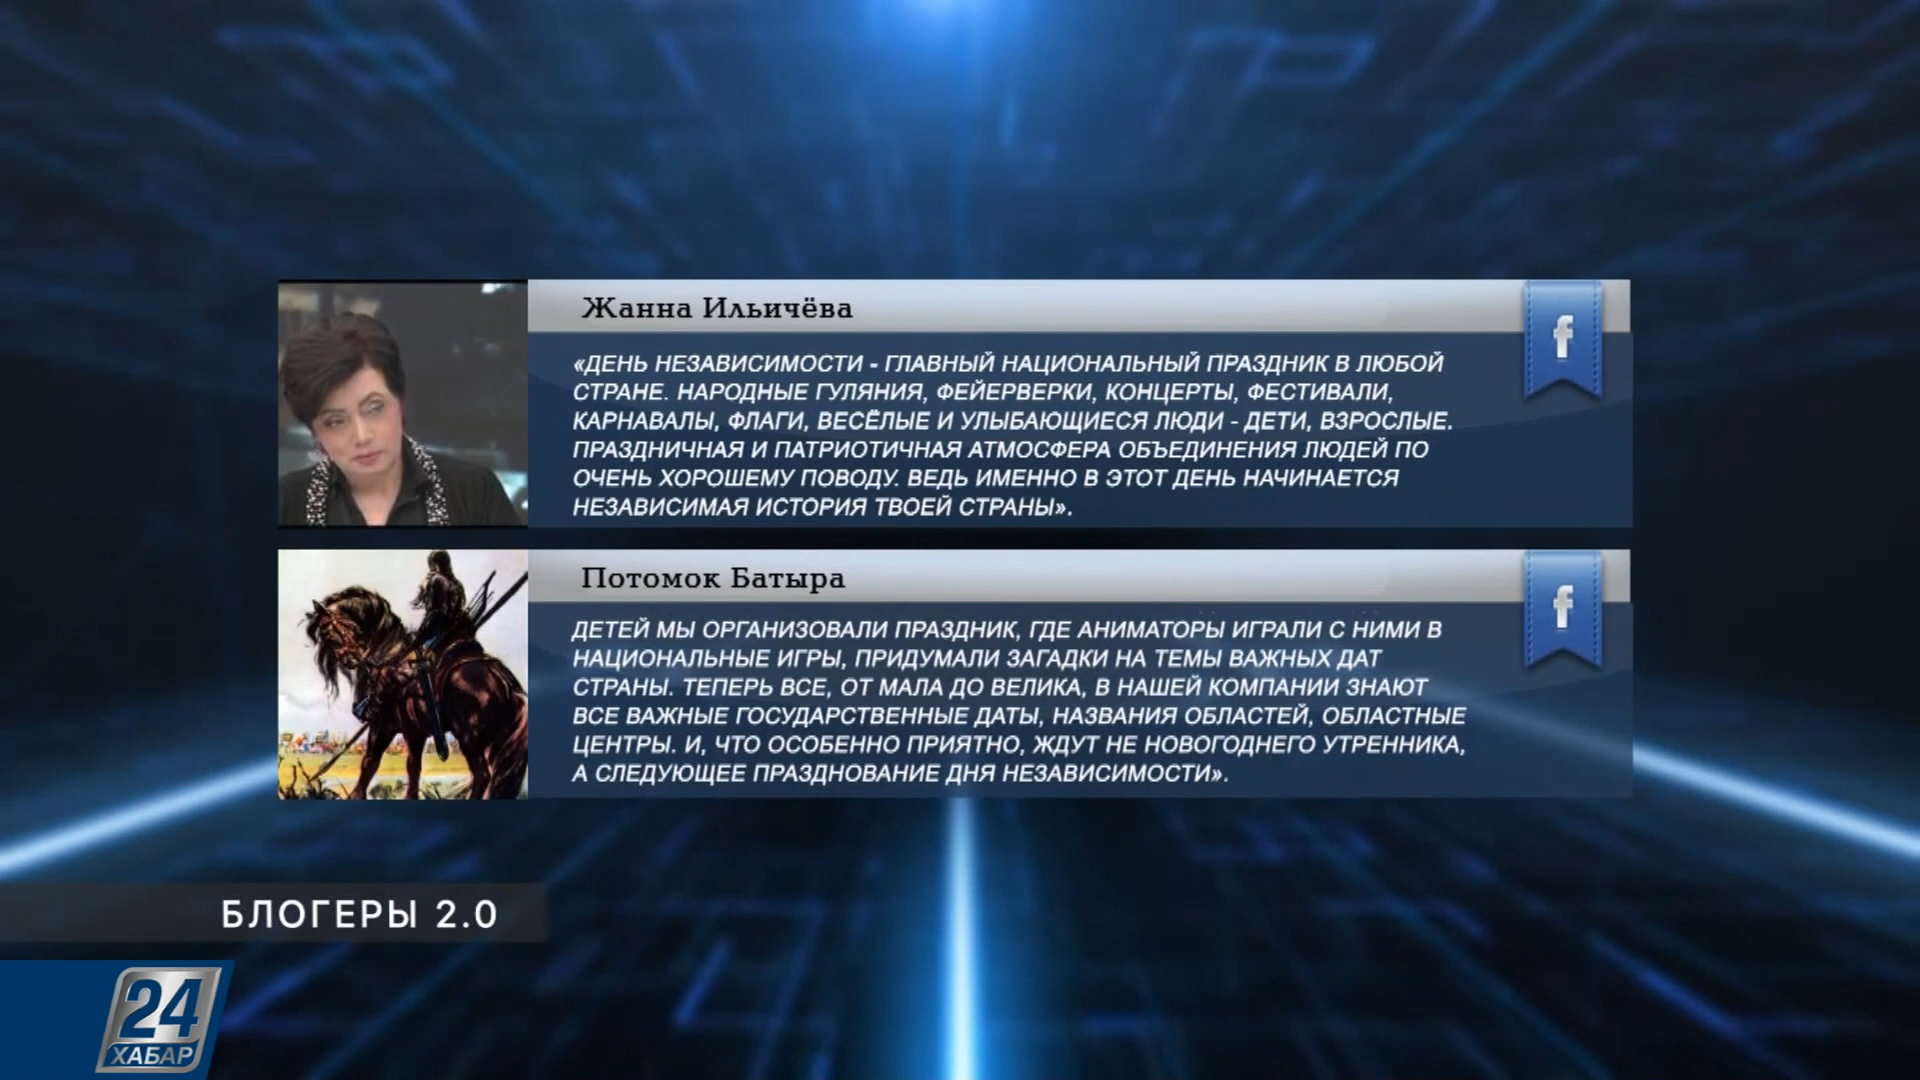 Жанна Ильичёва
«ДЕНЬ НЕЗАВИСИМОСТИ - ГЛАВНЫЙ НАЦИОНАЛЬНЫЙ ПРАЗДНИК В ЛЮБОЙ
СТРАНЕ. НАРОДНЫЕ ГУЛЯНИЯ, ФЕЙЕРВЕРКИ, КОНЦЕРТЫ, ФЕСТИВАЛИ,
КАРНАВАЛЫ, ФЛАГИ, ВЕСЁЛЫЕ И УЛЫБАЮЩИЕСЯ ЛЮДИ - ДЕТИ, ВЗРОСЛЫЕ.
ПРАЗДНИЧНАЯ И ПАТРИОТИЧНАЯ АТМОСФЕРА ОБЪЕДИНЕНИЯ ЛЮДЕЙ ПО
ОЧЕНЬ ХОРОШЕМУ ПОВОДУ. ВЕДЬ ИМЕННО В ЭТОТ ДЕНЬ НАЧИНАЕТСЯ
НЕЗАВИСИМАЯ ИСТОРИЯ ТВОЕЙ СТРАНЫ».
f
Потомок Батыра
ДЕТЕЙ МЫ ОРГАНИЗОВАЛИ ПРАЗДНИК, ГДЕ АНИМАТОРЫ ИГРАЛИ С НИМИ В
НАЦИОНАЛЬНЫЕ ИГРЫ, ПРИДУМАЛИ ЗАГАДКИ НА ТЕМЫ ВАЖНЫХ ДАТ
СТРАНЫ. ТЕПЕРЬ ВСЕ, ОТ МАЛА ДО ВЕЛИКА, В НАШЕЙ КОМПАНИИ ЗНАЮТ
ВСЕ ВАЖНЫЕ ГОСУДАРСТВЕННЫЕ ДАТЫ, НАЗВАНИЯ ОБЛАСТЕЙ, ОБЛАСТНЫЕ
ЦЕНТРЫ. И, ЧТО ОСОБЕННО ПРИЯТНО, ЖДУТ НЕ НОВОГОДНЕГО УТРЕННИКА,
А СЛЕДУЮЩЕЕ ПРАЗДНОВАНИЕ ДНЯ НЕЗАВИСИМОСТИ».
f
БЛОГЕРЫ 2.0
24
ХАБАР